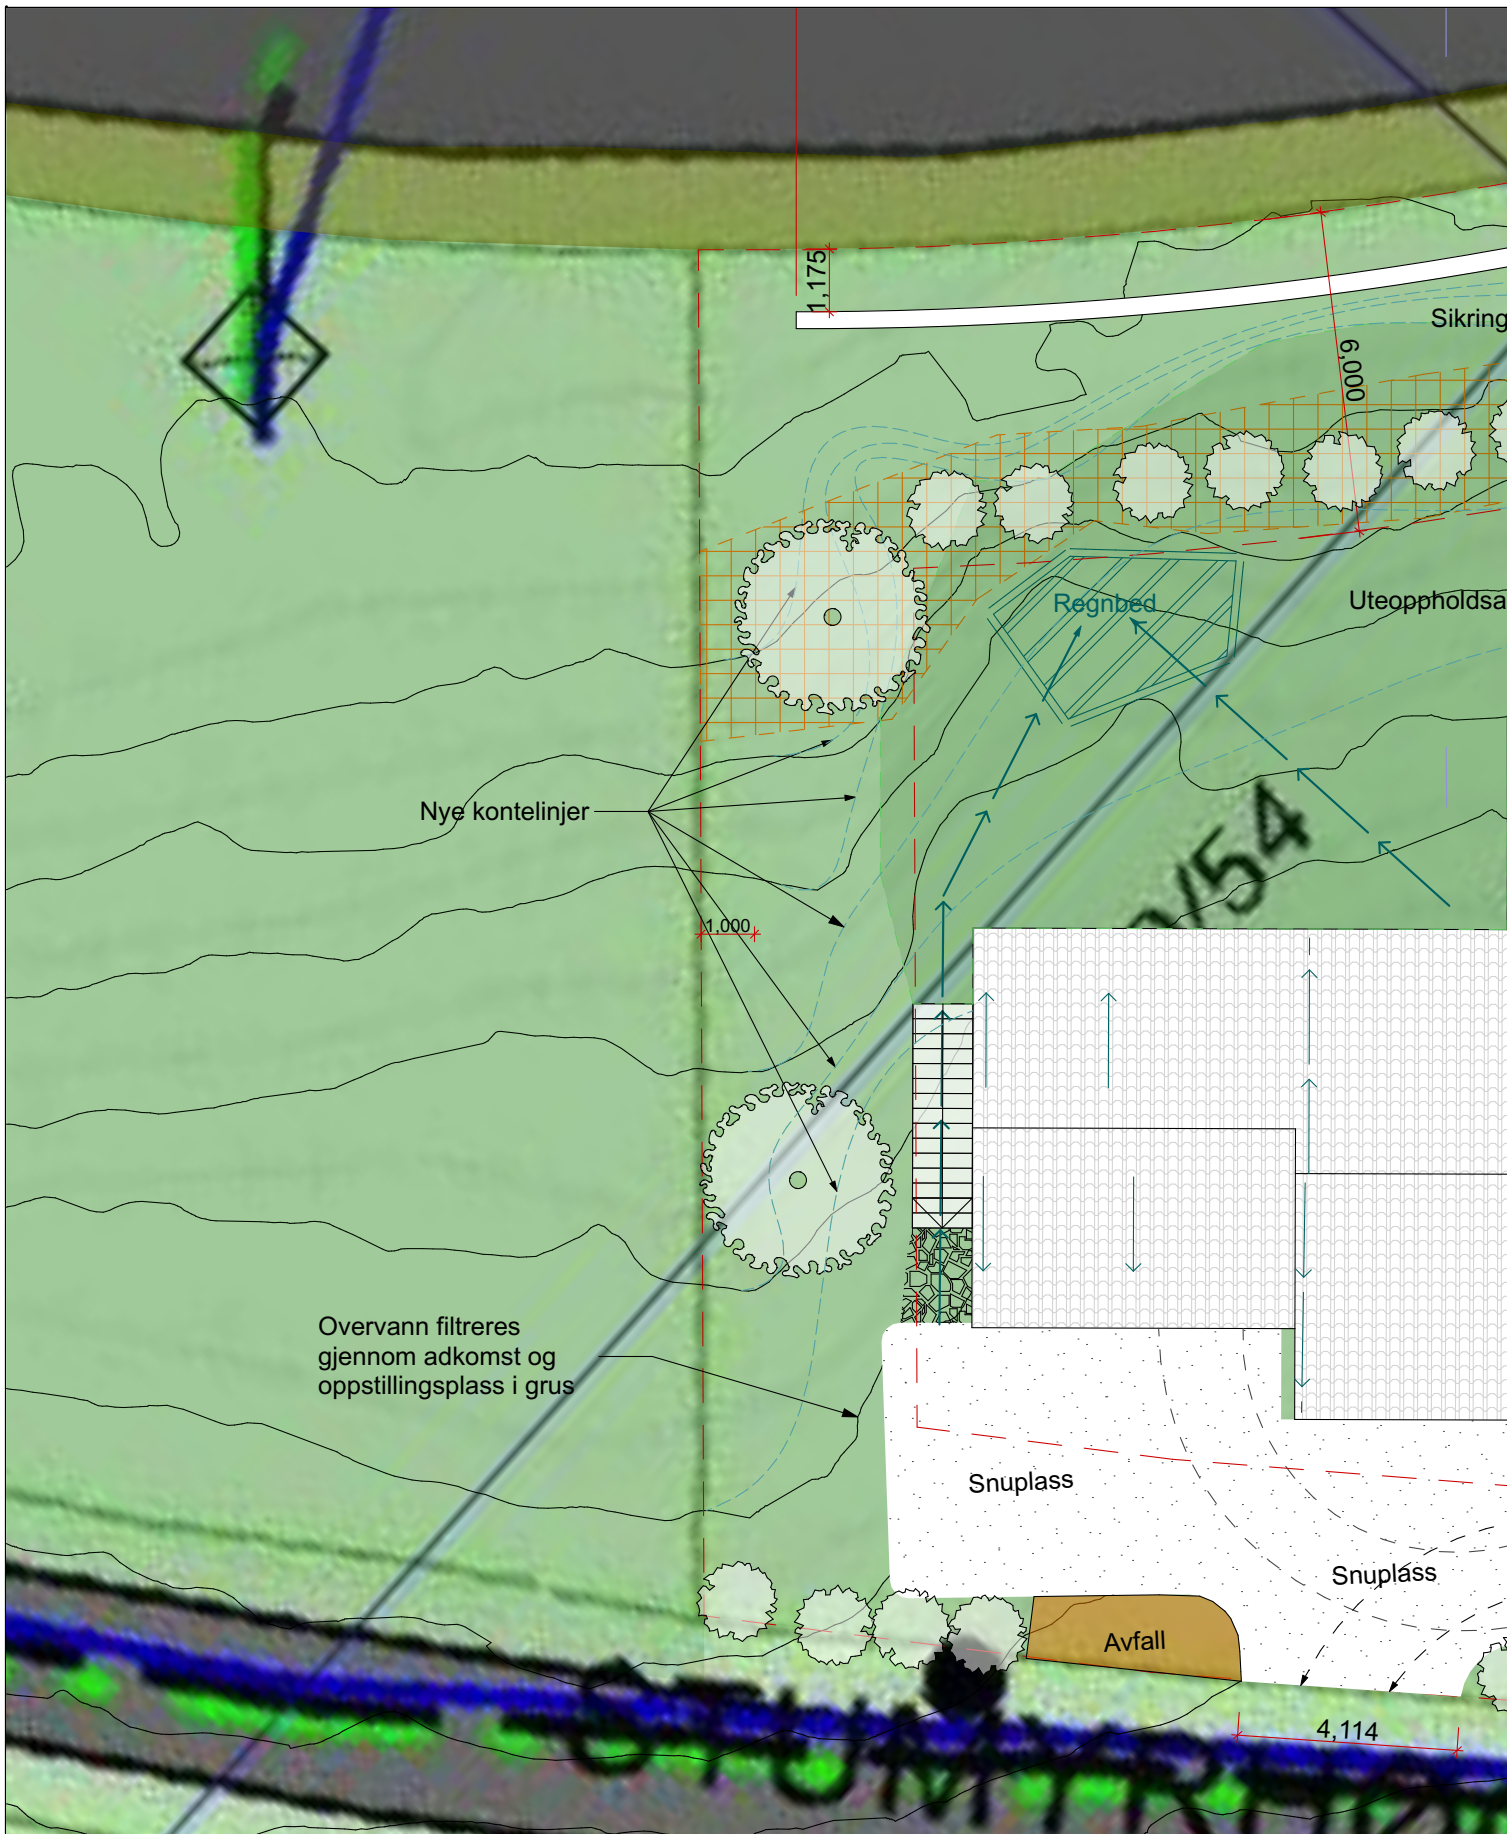 1,175
Sikring
6,000
Regnbed
Uteoppholdsa
Nye kontelinjer
/54
1,000
Overvann filtreres
gjennom adkomst og
oppstillingsplass i grus
Snuplass
Snuplass
Avfall
4,114